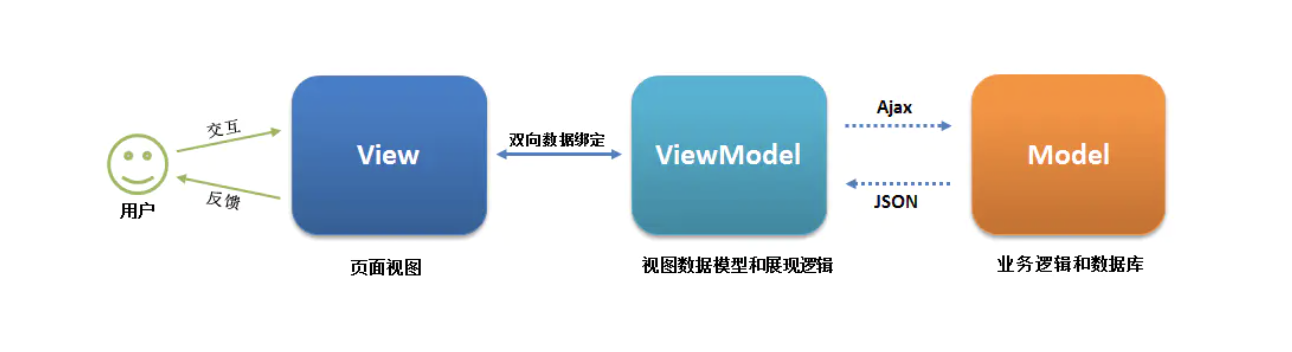 交互
反馈
用户
View
页面视图
双向数据绑定
ViewModel
视图数据模型和展现逻辑
Ajax
JSON
Model
业务逻辑和数据库